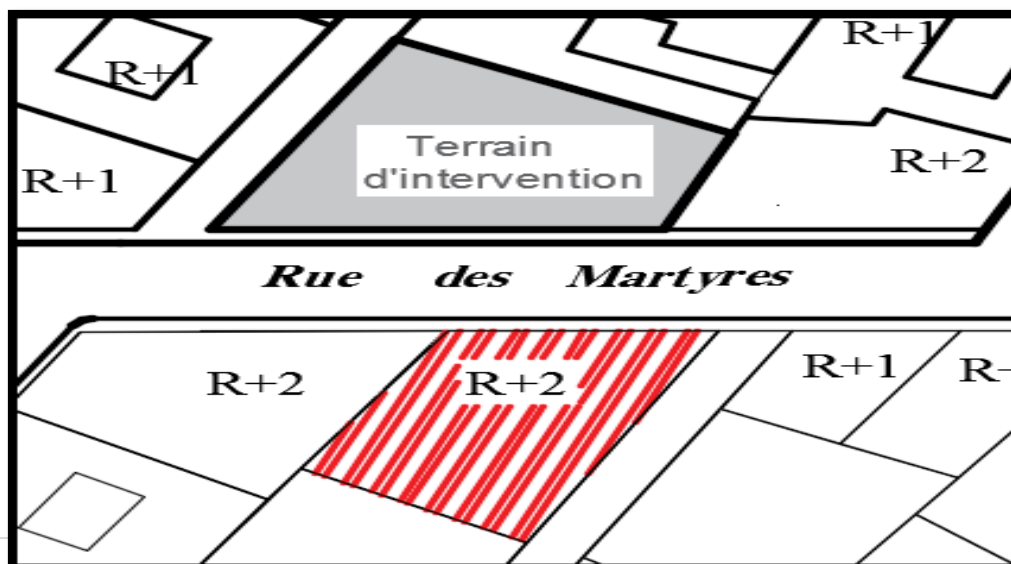 R+1
R+1
R+1
Terrain
d'intervention
R+2
Rue des Martyres
R+2
R+2
R+1
R+